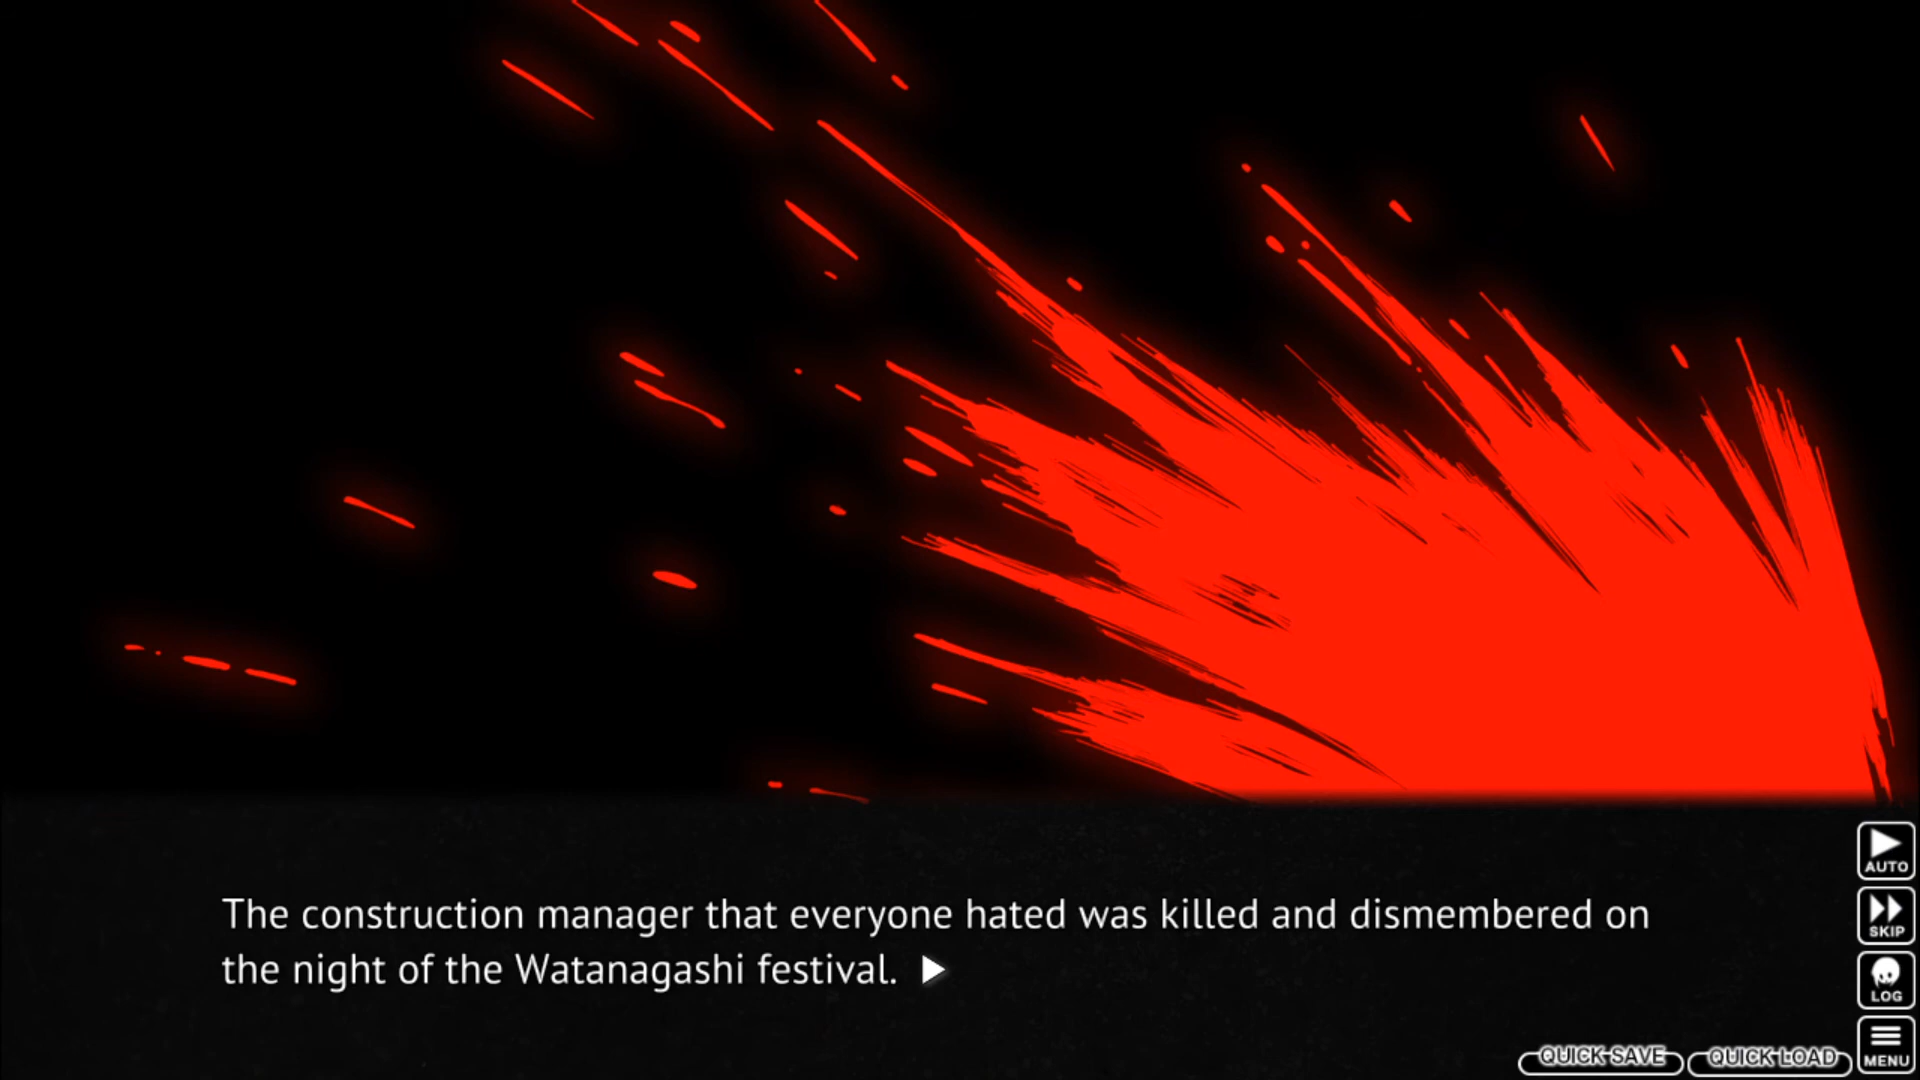 The construction manager that everyone hated was killed and dismembered on
the night of the Watanagashi festival.
AUTO
SKIP
LOG
MENU
QUICK SAVE
QUICK LOAD